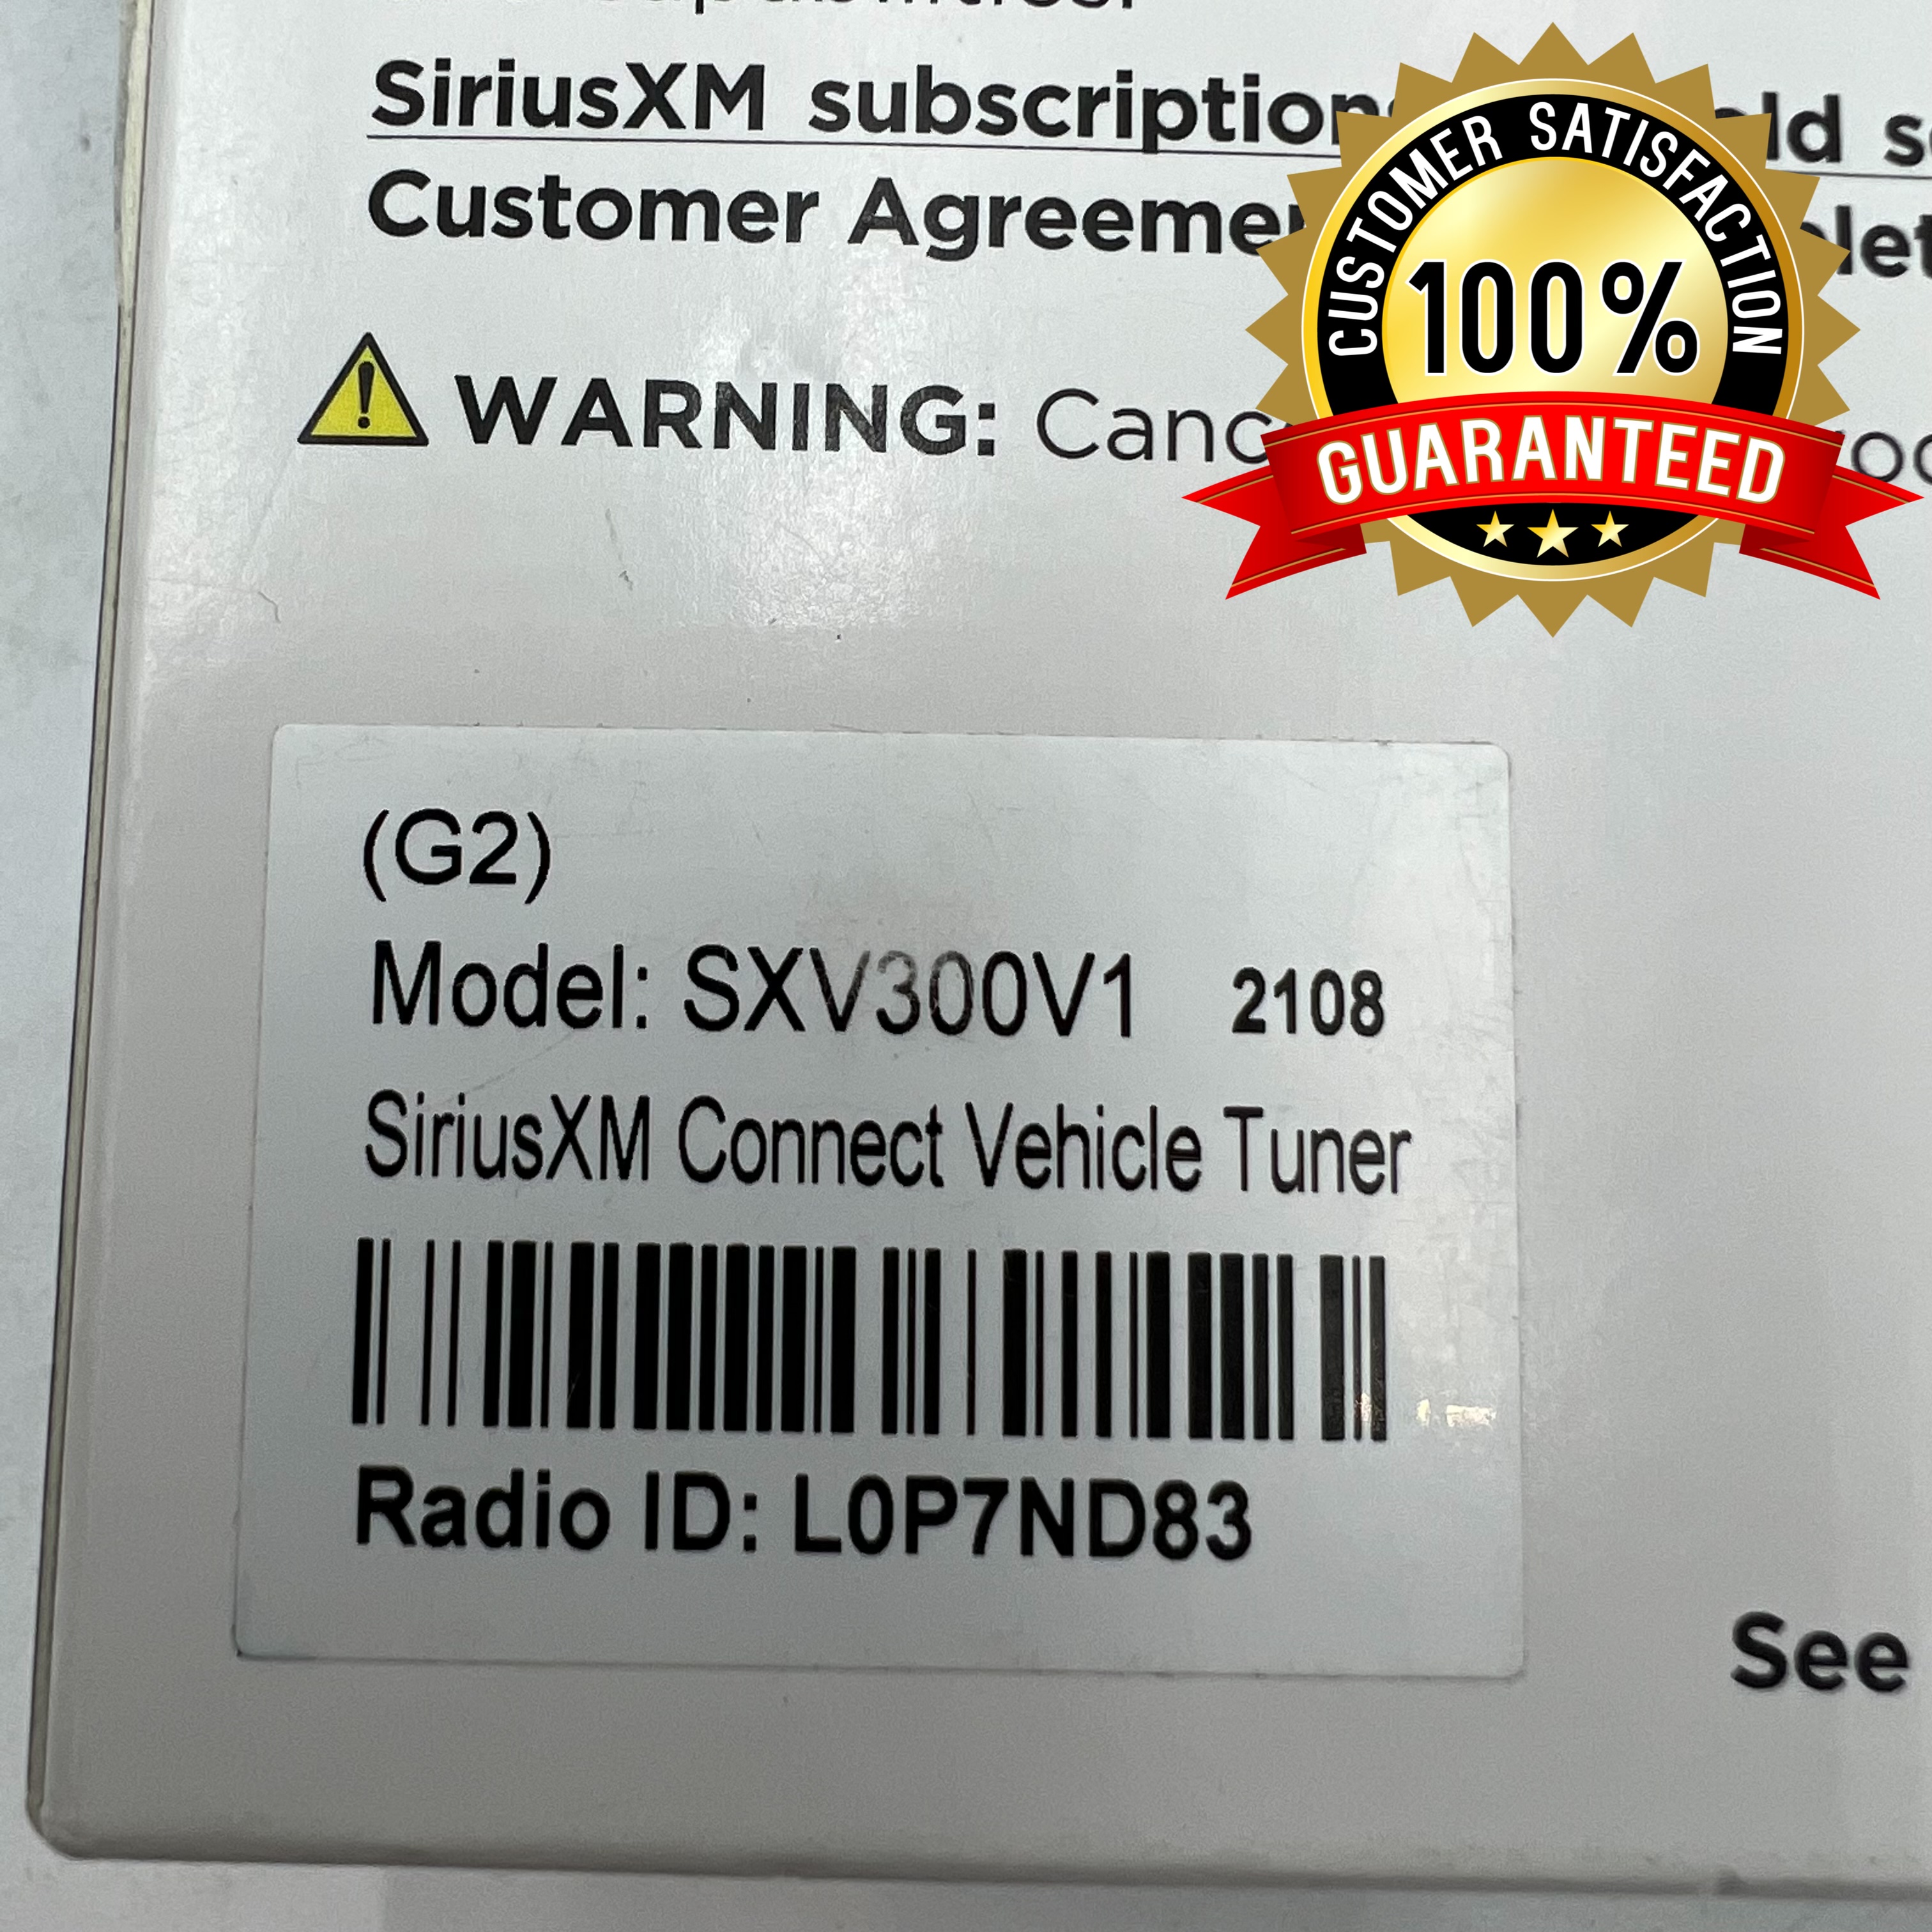 SiriusXM subscription
Customer Agreeme
WARNING:
CUSTOMER SATISFACTION
100%
GUARANTEED
(G2)
Model: SXV300V1 2108
SiriusXM Connect Vehicle Tuner
Radio ID: L0P7ND83
See